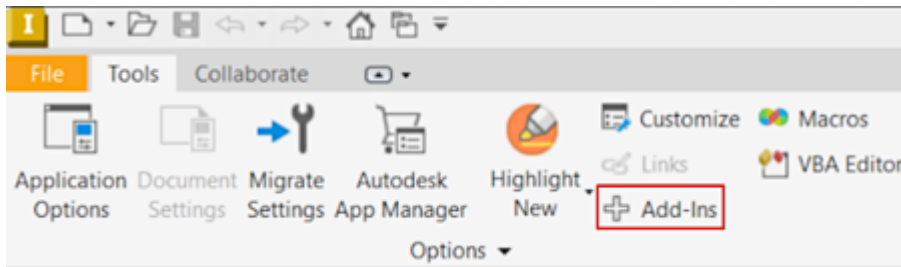 I
File Tools Collaborate
Application Options
Document Settings
Migrate Settings
Autodesk App Manager
Highlight New
Customize
Links
Add-Ins
Macros
VBA Editor
Options